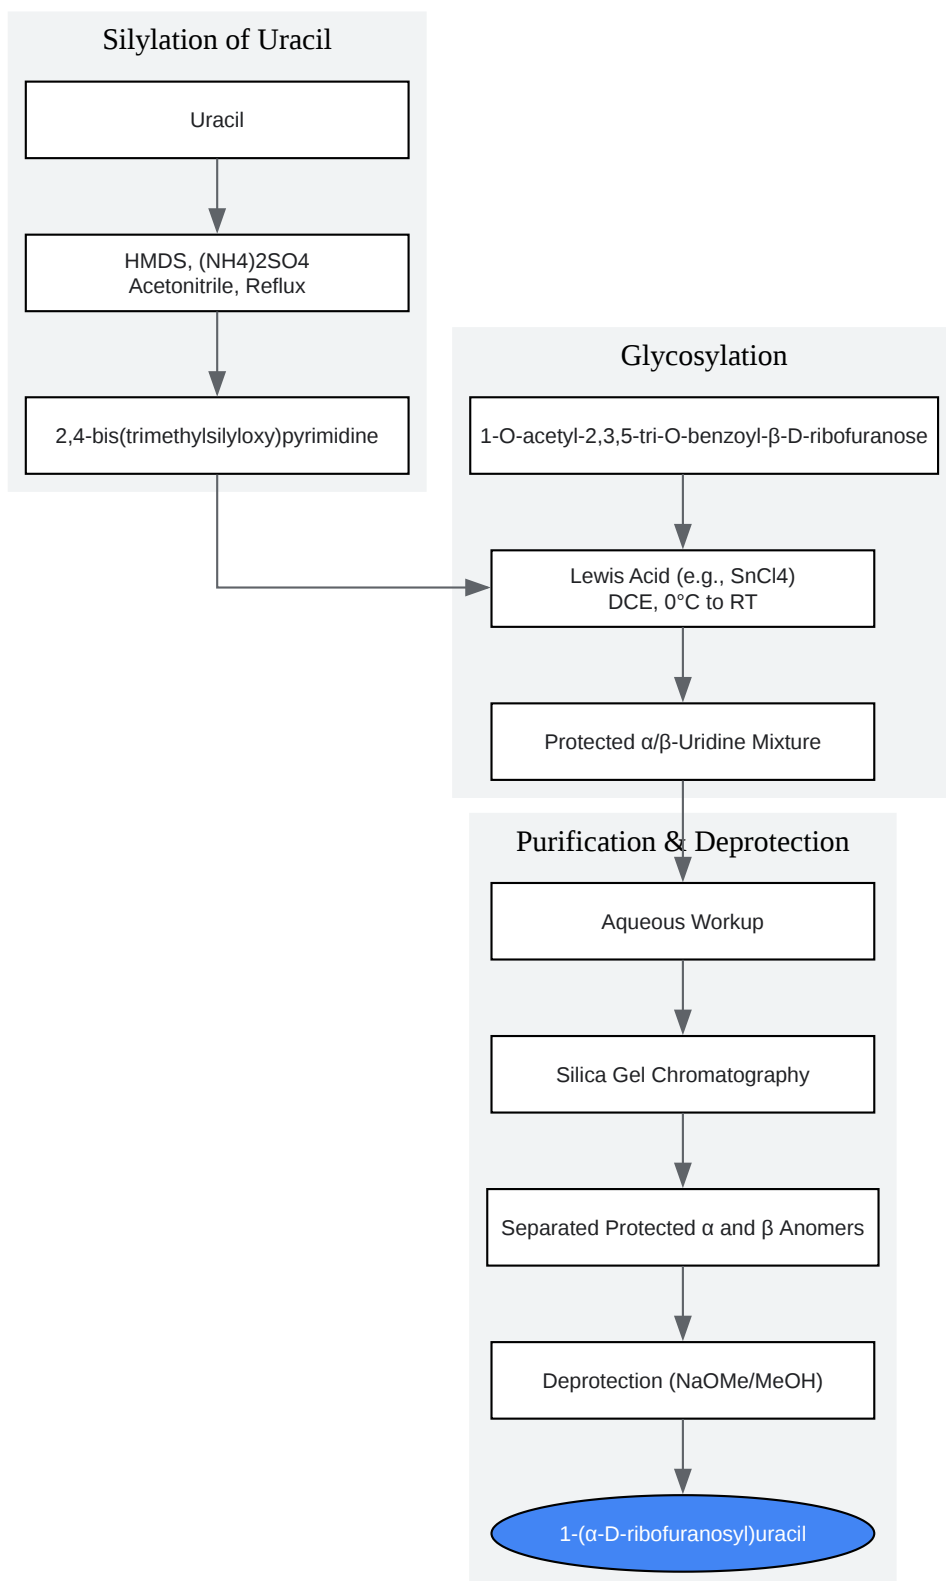 Silylation of Uracil
Uracil
HMDS, (NH4)2SO4
Acetonitrile, Reflux
2,4-bis(trimethylsilyloxy)pyrimidine
Glycosylation
1-O-acetyl-2,3,5-tri-O-benzoyl-β-D-ribofuranose
Lewis Acid (e.g., SnCl4)
DCE, 0°C to RT
Protected α/β-Uridine Mixture
Purification & Deprotection
Aqueous Workup
Silica Gel Chromatography
Separated Protected α and β Anomers
Deprotection (NaOMe/MeOH)
1-(α-D-ribofuranosyl)uracil